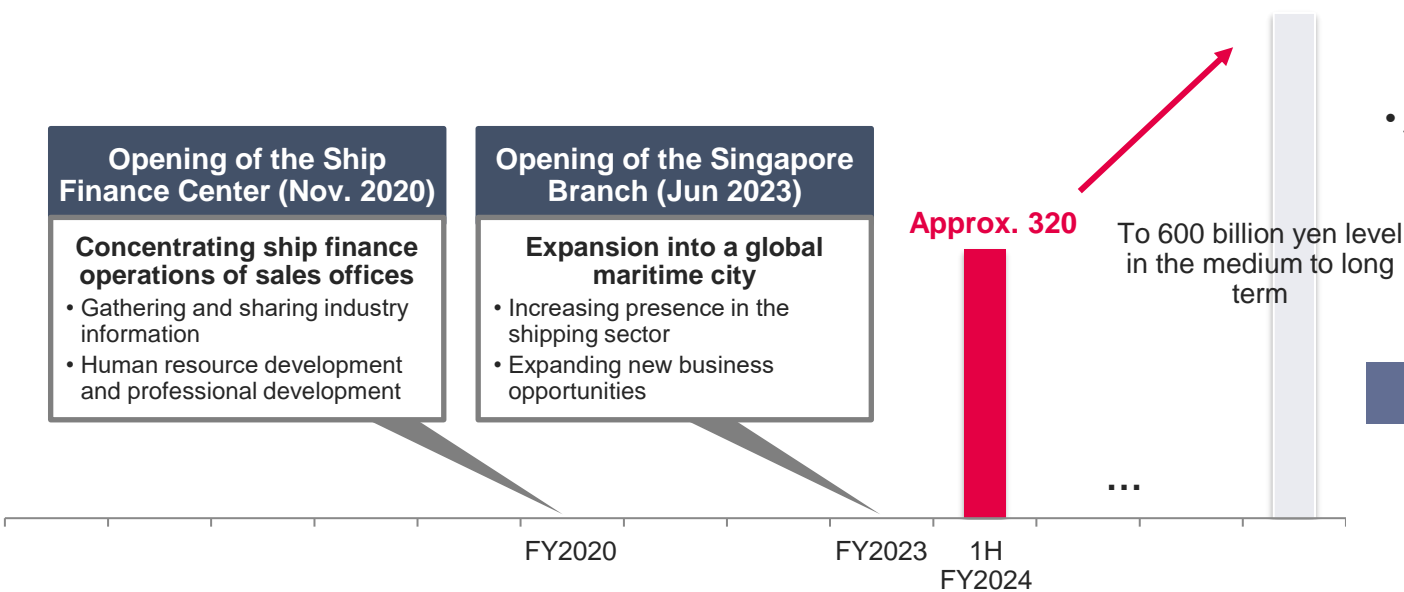 Opening of the Ship
Finance Center (Nov. 2020)
Concentrating ship finance
operations of sales offices
• Gathering and sharing industry
information
• Human resource development
and professional development
Opening of the Singapore
Branch (Jun 2023)
Expansion into a global
maritime city
• Increasing presence in the
shipping sector
• Expanding new business
opportunities
Approx. 320
To 600 billion yen level
in the medium to long
term
•
...
FY2020
FY2023
1H
FY2024